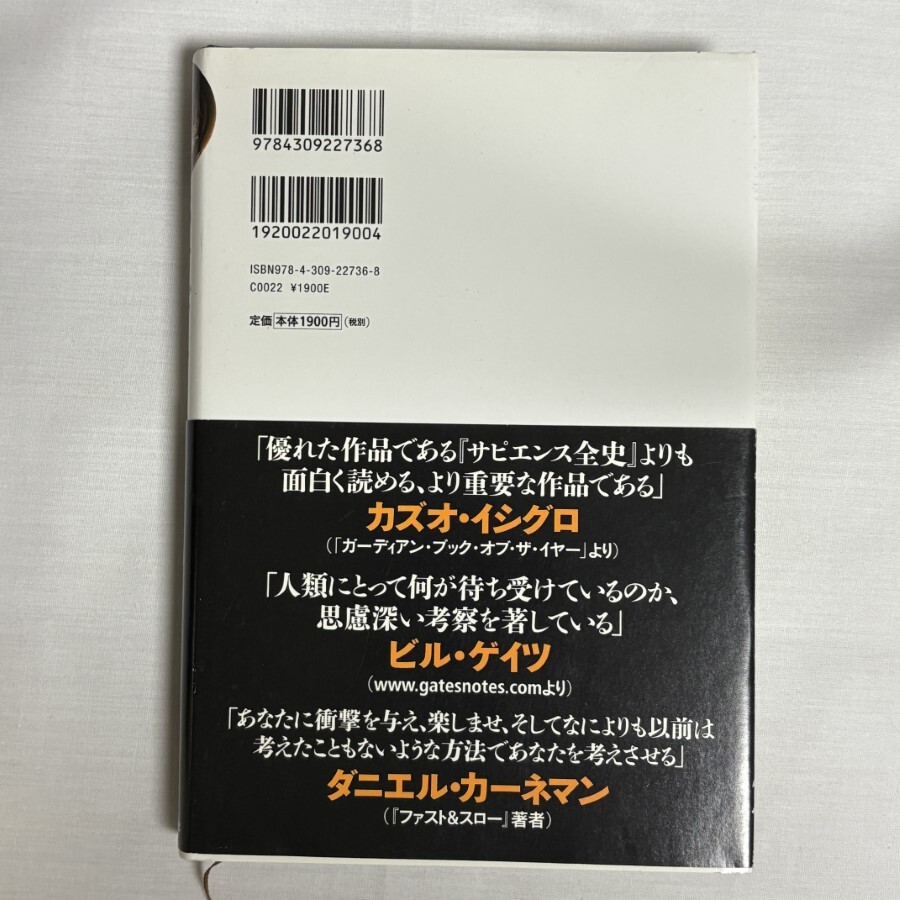 9784309227368
1920022019004
ISBN978-4-309-22736-8
C0022 ¥1900E
定価 本体1900円（税別）
「優れた作品である『サピエンス全史』よりも
面白く読める、より重要な作品である」
カズオ・イシグロ
（「ガーディアン・ブック・オブ・ザ・イヤー」より）
「人類にとって何が待ち受けているのか、
思慮深い考察を著している」
ビル・ゲイツ
（www.gatesnotes.comより）
「あなたに衝撃を与え、楽しませ、そしてなによりも以前は
考えたこともないような方法であなたを考えさせる」
ダニエル・カーネマン
（『ファスト&スロー』著者）